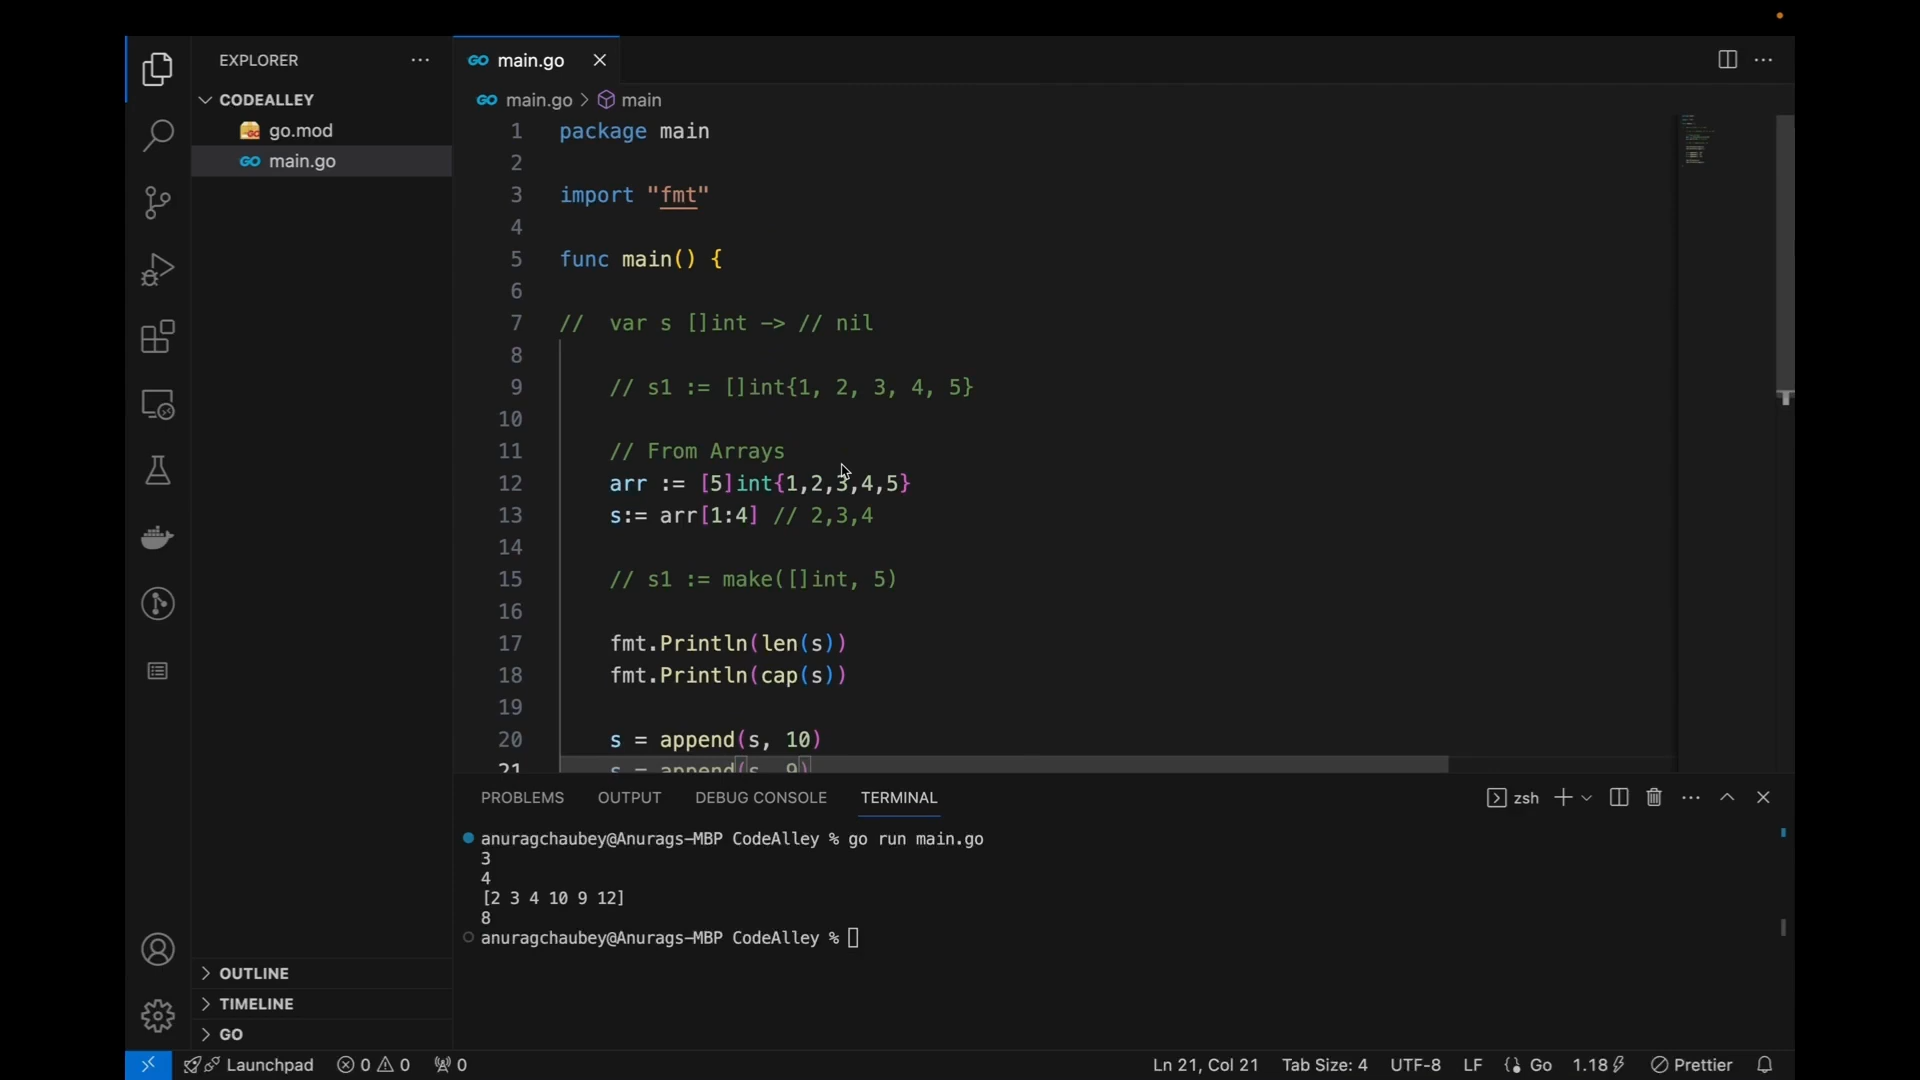 EXPLORER
CODEALLEY
go.mod
main.go
OUTLINE
TIMELINE
GO
main.go
main.go > main
1 package main
2
3 import "fmt"
4
5 func main() {
6
7 //  var s []int -> // nil
8
9 // s1 := []int{1, 2, 3, 4, 5}
10
11 // From Arrays
12 arr := [5]int{1,2,3,4,5}
13 s:= arr[1:4] // 2,3,4
14
15 // s1 := make([]int, 5)
16
17 fmt.Println(len(s))
18 fmt.Println(cap(s))
19
20 s = append(s, 10)
21 s = append(s, 9)
PROBLEMS OUTPUT DEBUG CONSOLE TERMINAL zsh
anuragchaubey@Anurags-MBP CodeAlley % go run main.go
3
4
[2 3 4 10 9 12]
8
anuragchaubey@Anurags-MBP CodeAlley %
Launchpad 0 0 0 Ln 21, Col 21 Tab Size: 4 UTF-8 LF Go 1.18 Prettier